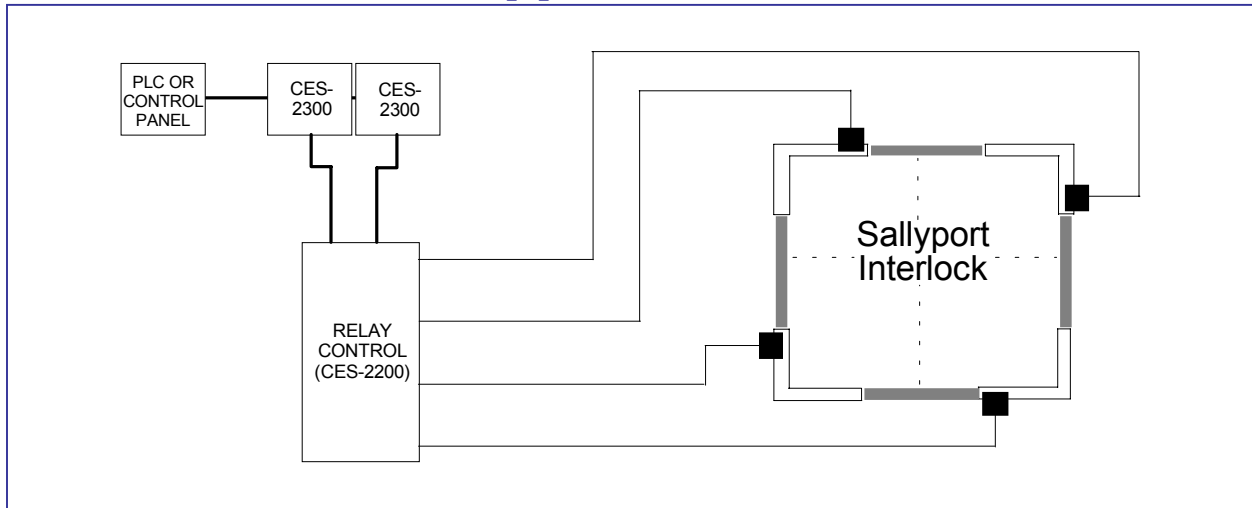 PLC OR
CONTROL
PANEL
CES-
2300
CES-
2300
Sallyport
Interlock
RELAY
CONTROL
(CES-2200)